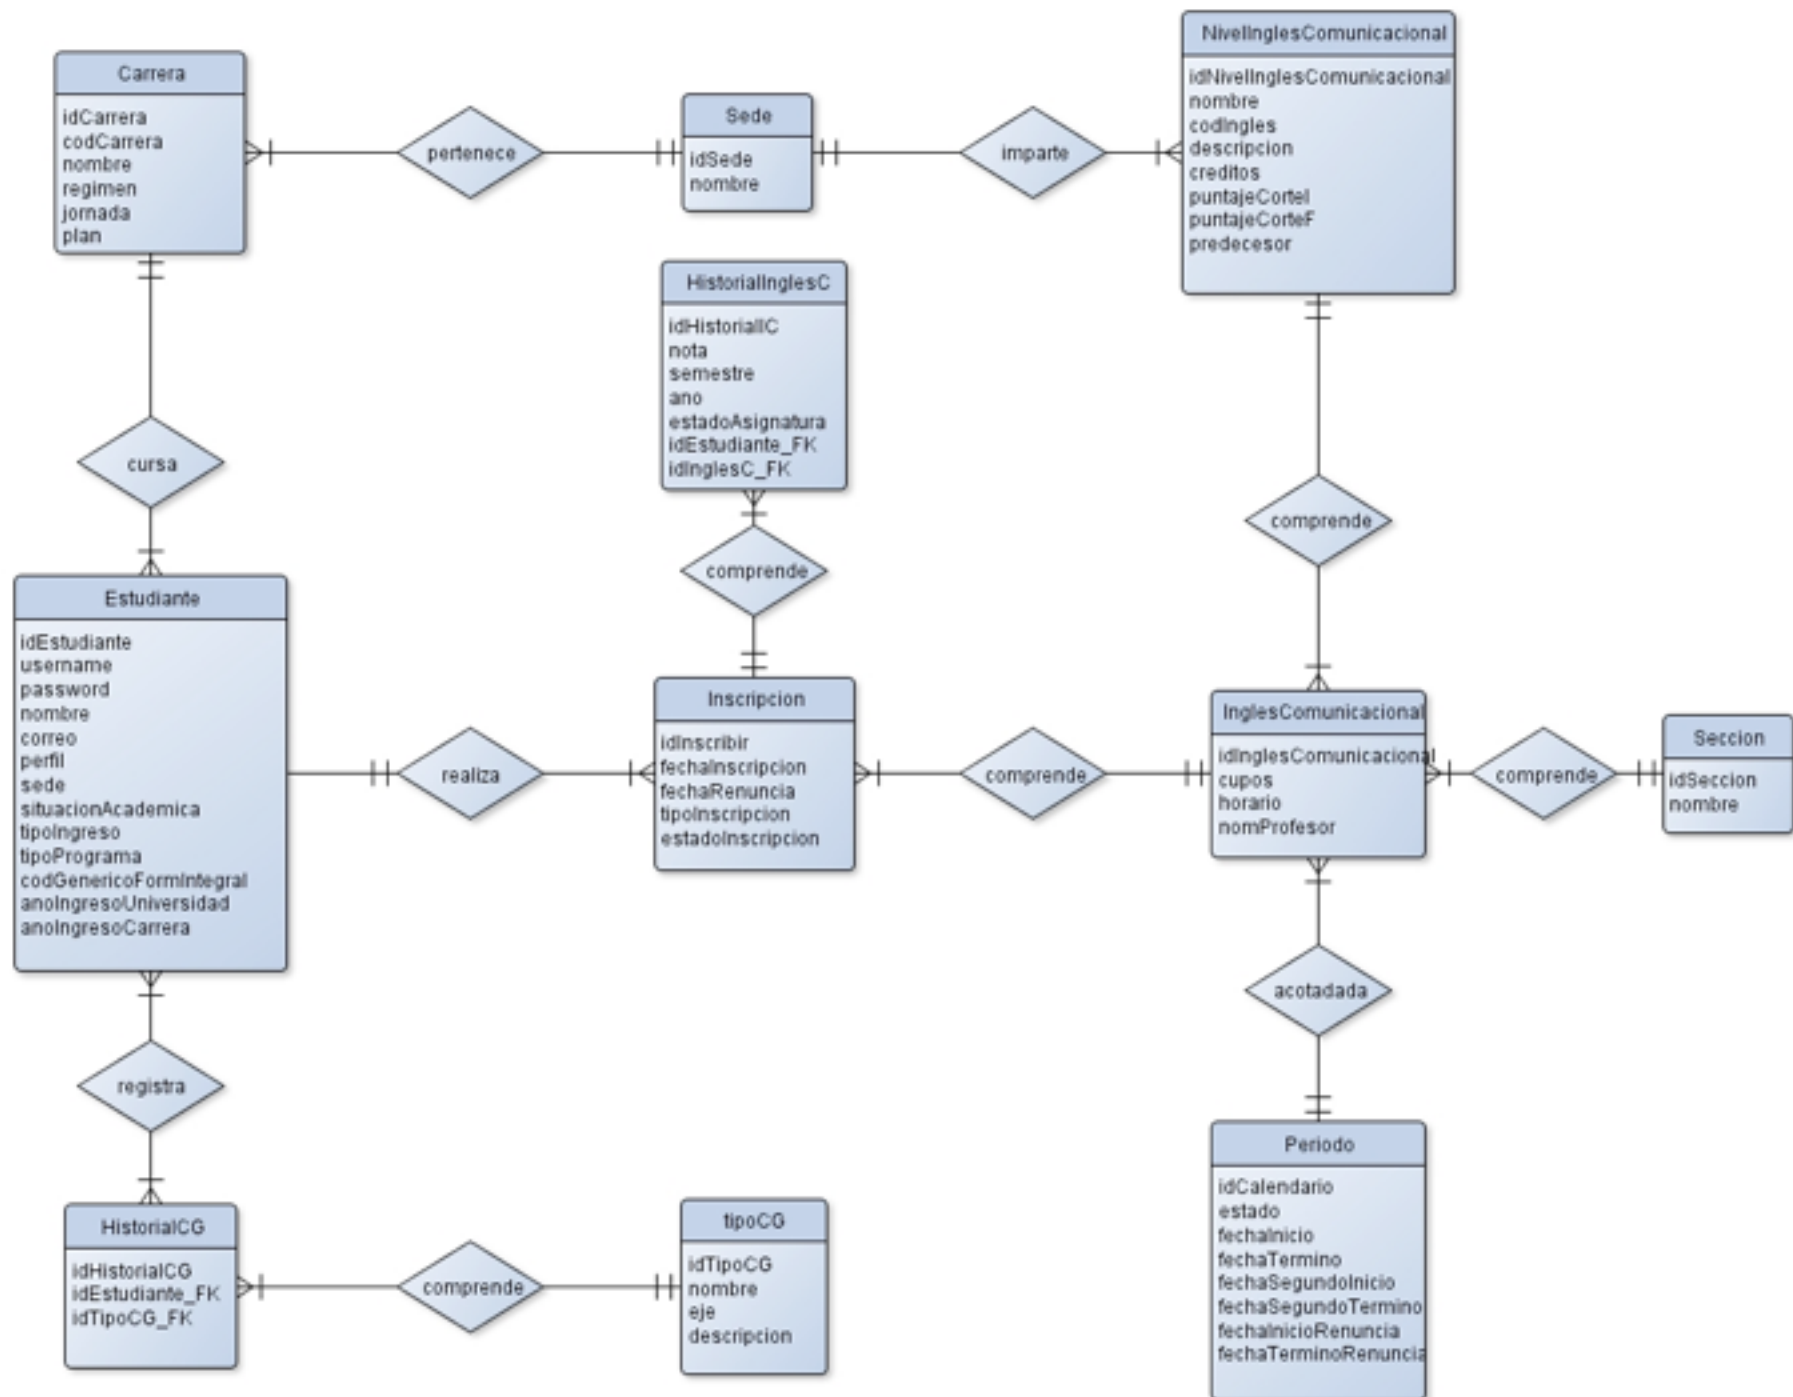 Carrera
idCarrera
codCarrera
nombre
regimen
jornada
plan
pertenece
Sede
idSede
nombre
imparte
NivelInglesComunicacional
idNivelInglesComunicacional
nombre
codIngles
descripcion
creditos
puntajeCorteI
puntajeCorteF
predecesor
HistorialInglesC
idHistorialIC
nota
semestre
ano
estadoAsignatura
idEstudiante_FK
idInglesC_FK
cursa
comprende
comprende
Estudiante
idEstudiante
username
password
nombre
correo
perfil
sede
situacionAcademica
tipoIngreso
tipoPrograma
codGenericoFormIntegral
anoIngresoUniversidad
anoIngresoCarrera
realiza
Inscripcion
idInscribir
fechaInscripcion
fechaRenuncia
tipoInscripcion
estadoInscripcion
comprende
InglesComunicacional
idInglesComunicacional
cupos
horario
nomProfesor
comprende
Seccion
idSeccion
nombre
acotadada
registra
Periodo
idCalendario
estado
fechaInicio
fechaTermino
fechaSegundoInicio
fechaSegundoTermino
fechaInicioRenuncia
fechaTerminoRenuncia
HistorialCG
idHistorialCG
idEstudiante_FK
idTipoCG_FK
comprende
tipoCG
idTipoCG
nombre
eje
descripcion